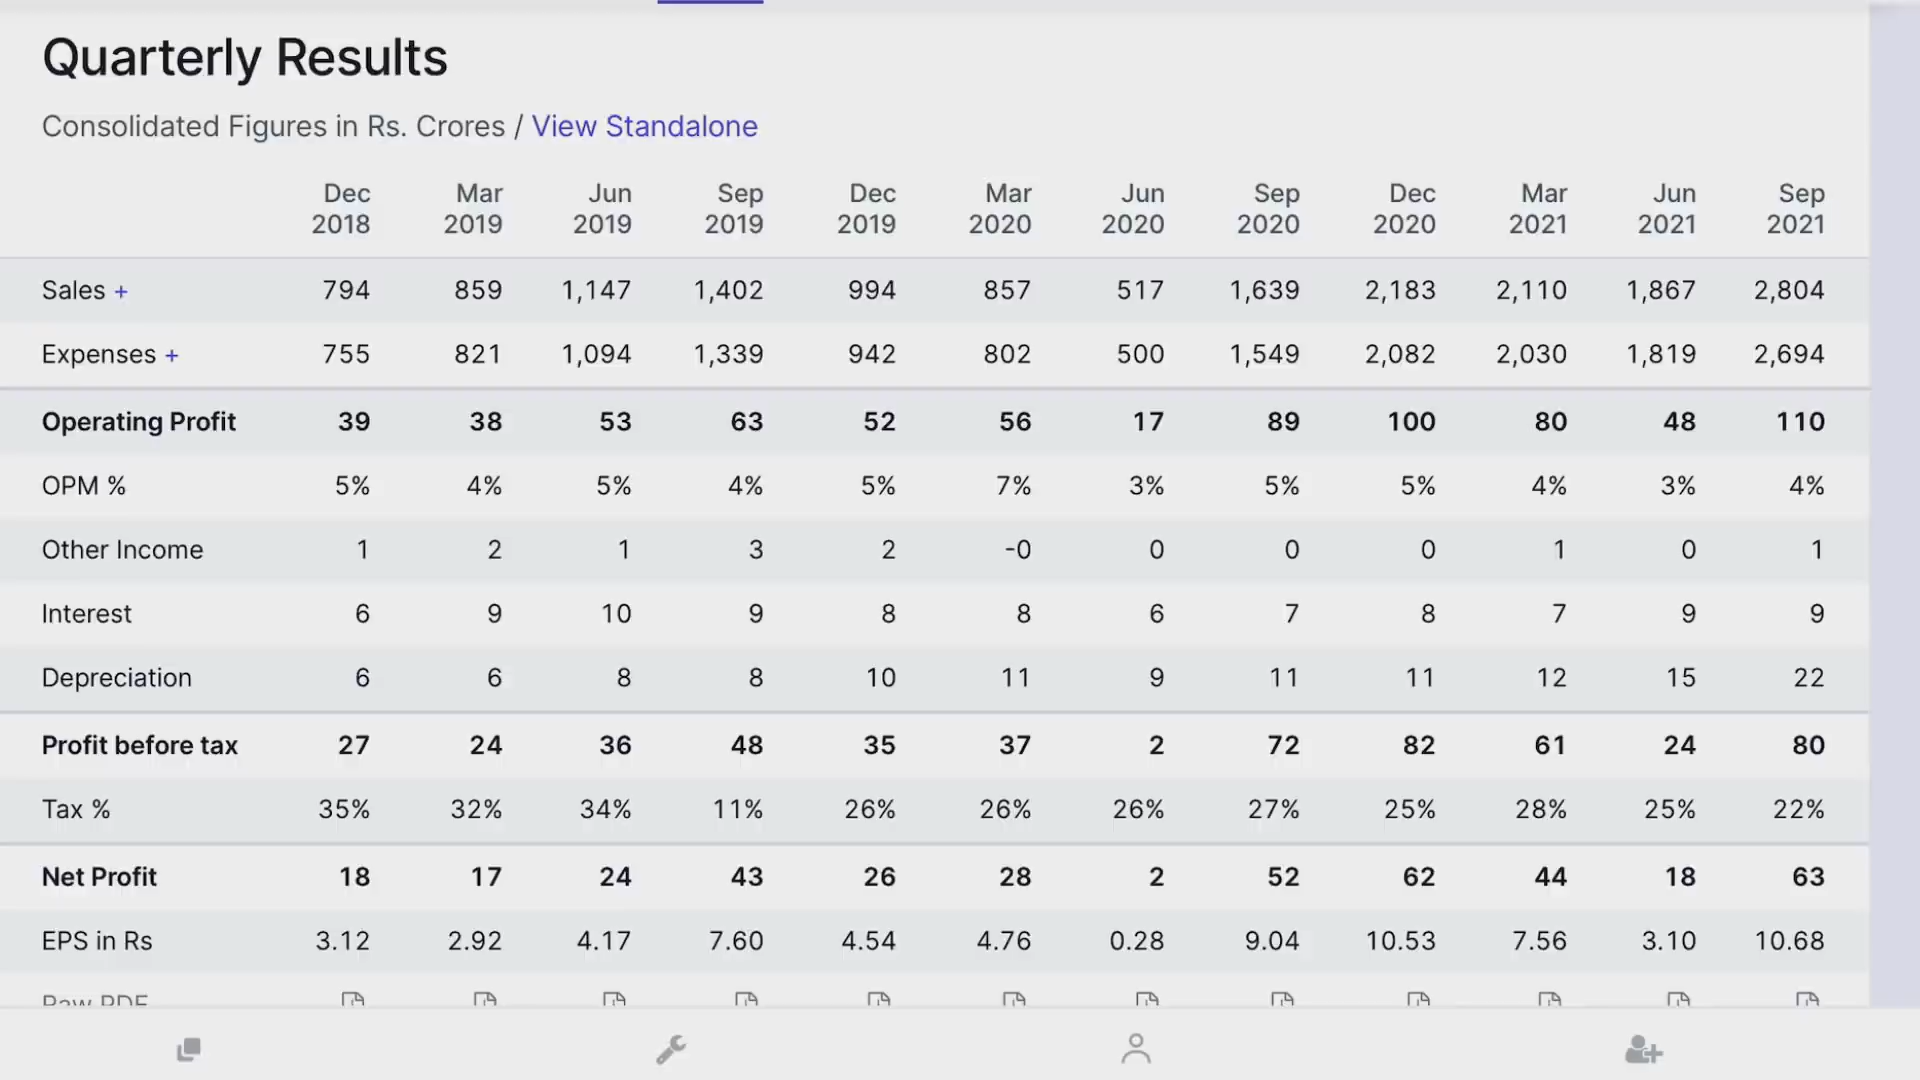 Quarterly Results
Consolidated Figures in Rs. Crores / View Standalone
Dec Mar Jun Sep Dec Mar Jun Sep Dec Mar Jun Sep
2018 2019 2019 2019 2019 2020 2020 2020 2020 2021 2021 2021
Sales + 794 859 1,147 1,402 994 857 517 1,639 2,183 2,110 1,867 2,804
Expenses + 755 821 1,094 1,339 942 802 500 1,549 2,082 2,030 1,819 2,694
Operating Profit 39 38 53 63 52 56 17 89 100 80 48 110
OPM % 5% 4% 5% 4% 5% 7% 3% 5% 5% 4% 3% 4%
Other Income 1 2 1 3 2 -0 0 0 0 1 0 1
Interest 6 9 10 9 8 8 6 7 8 7 9 9
Depreciation 6 6 8 8 10 11 9 11 11 12 15 22
Profit before tax 27 24 36 48 35 37 2 72 82 61 24 80
Tax % 35% 32% 34% 11% 26% 26% 26% 27% 25% 28% 25% 22%
Net Profit 18 17 24 43 26 28 2 52 62 44 18 63
EPS in Rs 3.12 2.92 4.17 7.60 4.54 4.76 0.28 9.04 10.53 7.56 3.10 10.68
Raw PDF